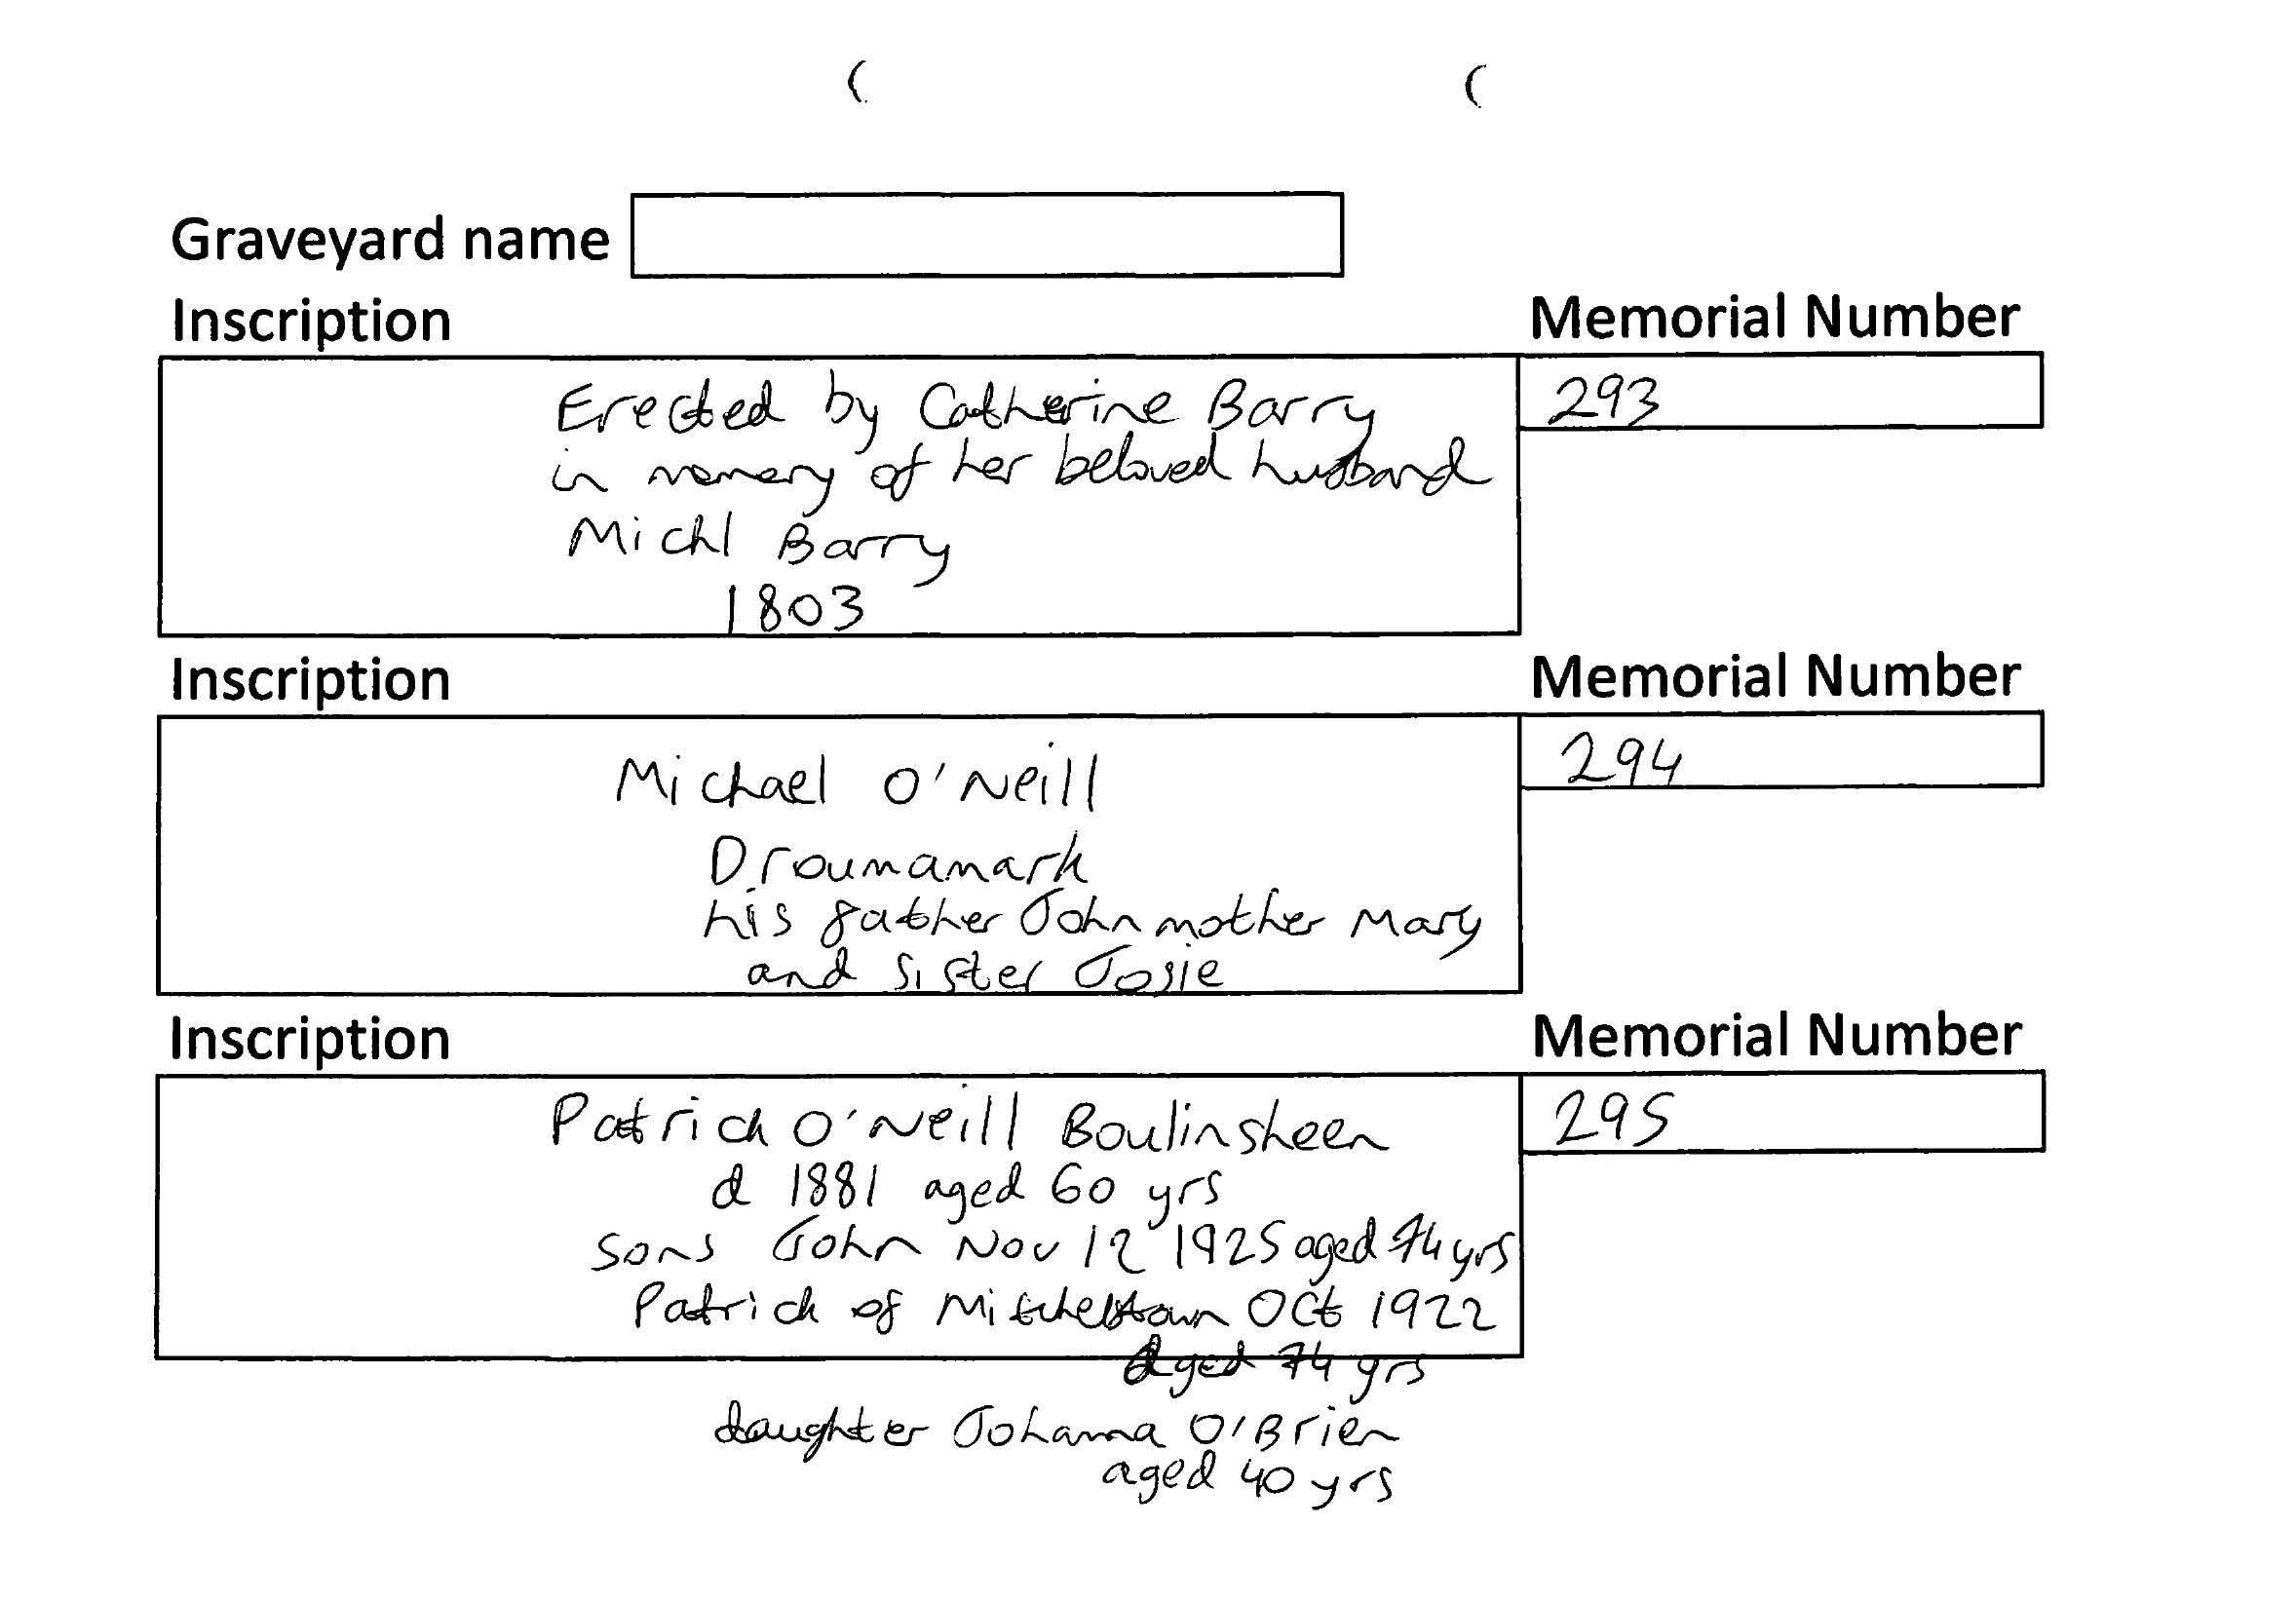 Graveyard name
Inscription Memorial Number
Erected by Catherine Barry 293
in memory of her beloved husband
Michl Barry
1803
Inscription Memorial Number
Michael O'Neill 294
Droumamark
his father John mother Mary
and Sister Josie
Inscription Memorial Number
Patrick O'Neill Boulinsheen 295
d 1881 aged 60 yrs
sons John Nov 12 1925 aged 74 yrs
Patrick of Mitchelstown Oct 1922
aged 74 yrs
daughter Johanna O'Brien
aged 40 yrs